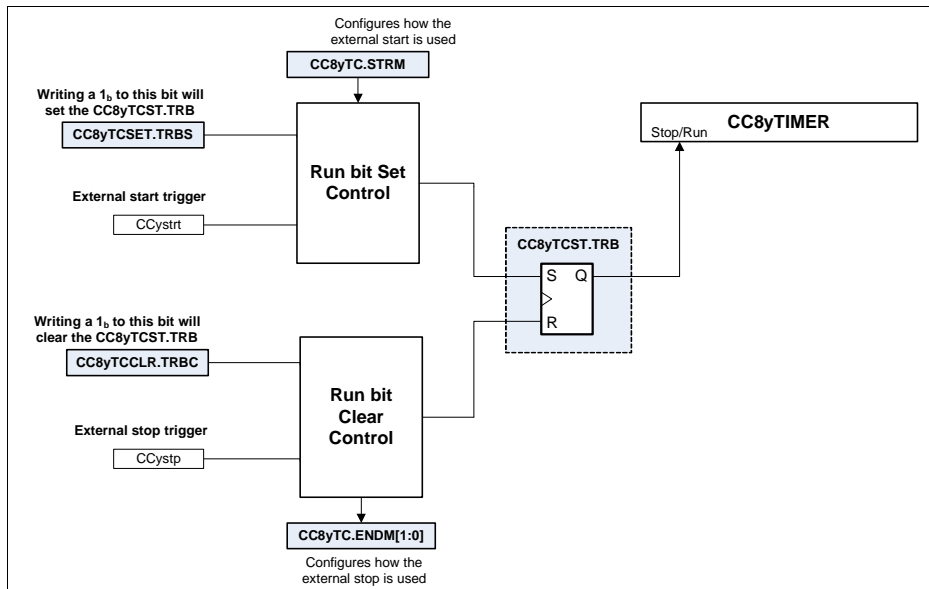 Configures how the
external start is used
CC8yTC.STRM
Writing a 1b to this bit will
set the CC8yTCST.TRB
CC8yTCSET.TRBS
CC8yTIMER
Stop/Run
Run bit Set
Control
External start trigger
CCystrt
CC8yTCST.TRB
S Q
R
Writing a 1b to this bit will
clear the CC8yTCST.TRB
CC8yTCCLR.TRBC
Run bit
Clear
Control
External stop trigger
CCystp
CC8yTC.ENDM[1:0]
Configures how the
external stop is used